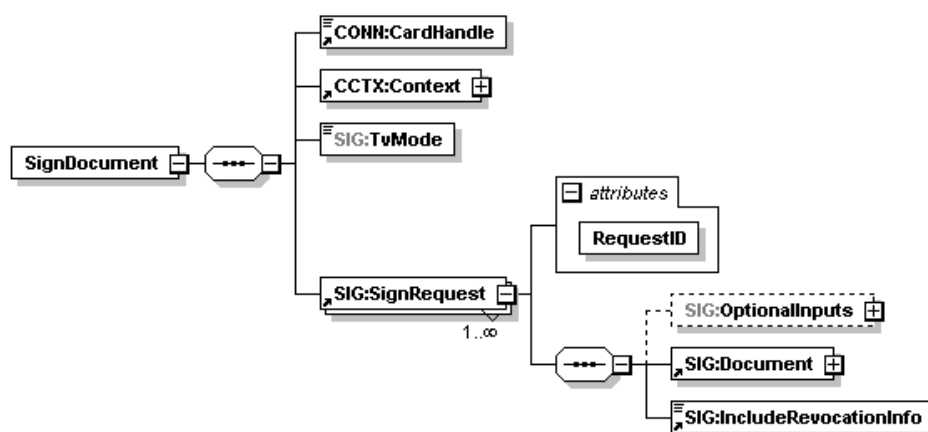 CONN:CardHandle
CCTX:Context
SIG:TvMode
SignDocument
attributes
RequestID
SIG:SignRequest
1..∞
SIG:OptionalInputs
SIG:Document
SIG:IncludeRevocationInfo